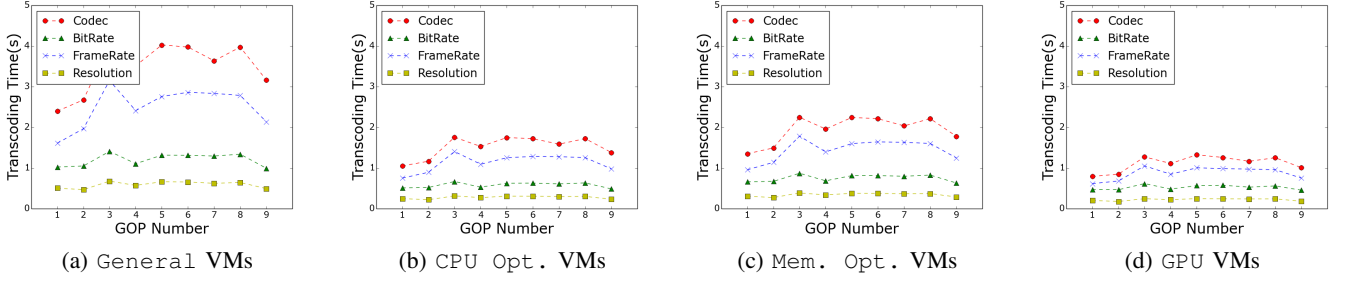 Transcoding Time(s)
5
4
3
2
1
0
Codec
BitRate
FrameRate
Resolution
1 2 3 4 5 6 7 8 9
GOP Number
(a) General VMs
Transcoding Time(s)
5
4
3
2
1
0
Codec
BitRate
FrameRate
Resolution
1 2 3 4 5 6 7 8 9
GOP Number
(b) CPU Opt. VMs
Transcoding Time(s)
5
4
3
2
1
0
Codec
BitRate
FrameRate
Resolution
1 2 3 4 5 6 7 8 9
GOP Number
(c) Mem. Opt. VMs
Transcoding Time(s)
5
4
3
2
1
0
Codec
BitRate
FrameRate
Resolution
1 2 3 4 5 6 7 8 9
GOP Number
(d) GPU VMs